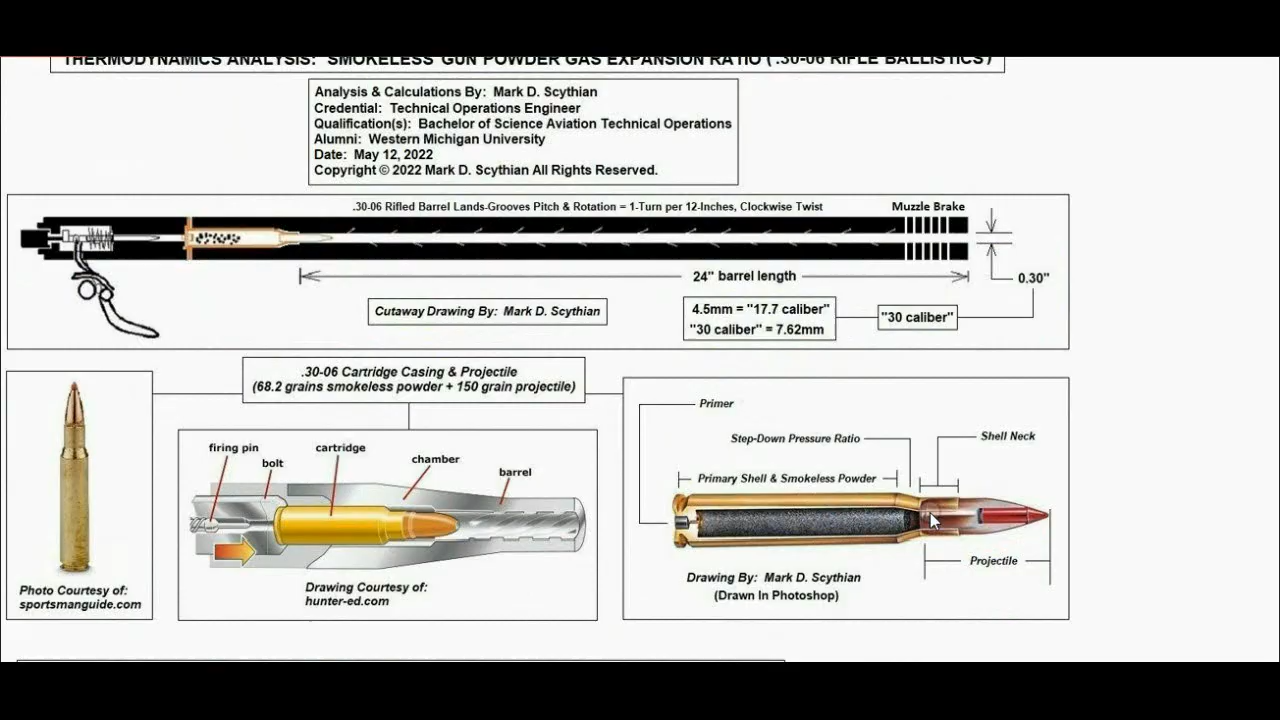 THERMODYNAMICS ANALYSIS: SMOKELESS GUN POWDER GAS EXPANSION RATIO ( .30-06 RIFLE BALLISTICS )
Analysis & Calculations By: Mark D. Scythian
Credential: Technical Operations Engineer
Qualification(s): Bachelor of Science Aviation Technical Operations
Alumni: Western Michigan University
Date: May 12, 2022
Copyright © 2022 Mark D. Scythian All Rights Reserved.
.30-06 Rifled Barrel Lands-Grooves Pitch & Rotation = 1-Turn per 12-Inches, Clockwise Twist
Muzzle Brake
24" barrel length
0.30"
Cutaway Drawing By: Mark D. Scythian
4.5mm = "17.7 caliber"
"30 caliber" = 7.62mm
"30 caliber"
.30-06 Cartridge Casing & Projectile
(68.2 grains smokeless powder + 150 grain projectile)
Photo Courtesy of:
sportsmanguide.com
firing pin
bolt
cartridge
chamber
barrel
Drawing Courtesy of:
hunter-ed.com
Primer
Step-Down Pressure Ratio
Shell Neck
Primary Shell & Smokeless Powder
Projectile
Drawing By: Mark D. Scythian
(Drawn In Photoshop)